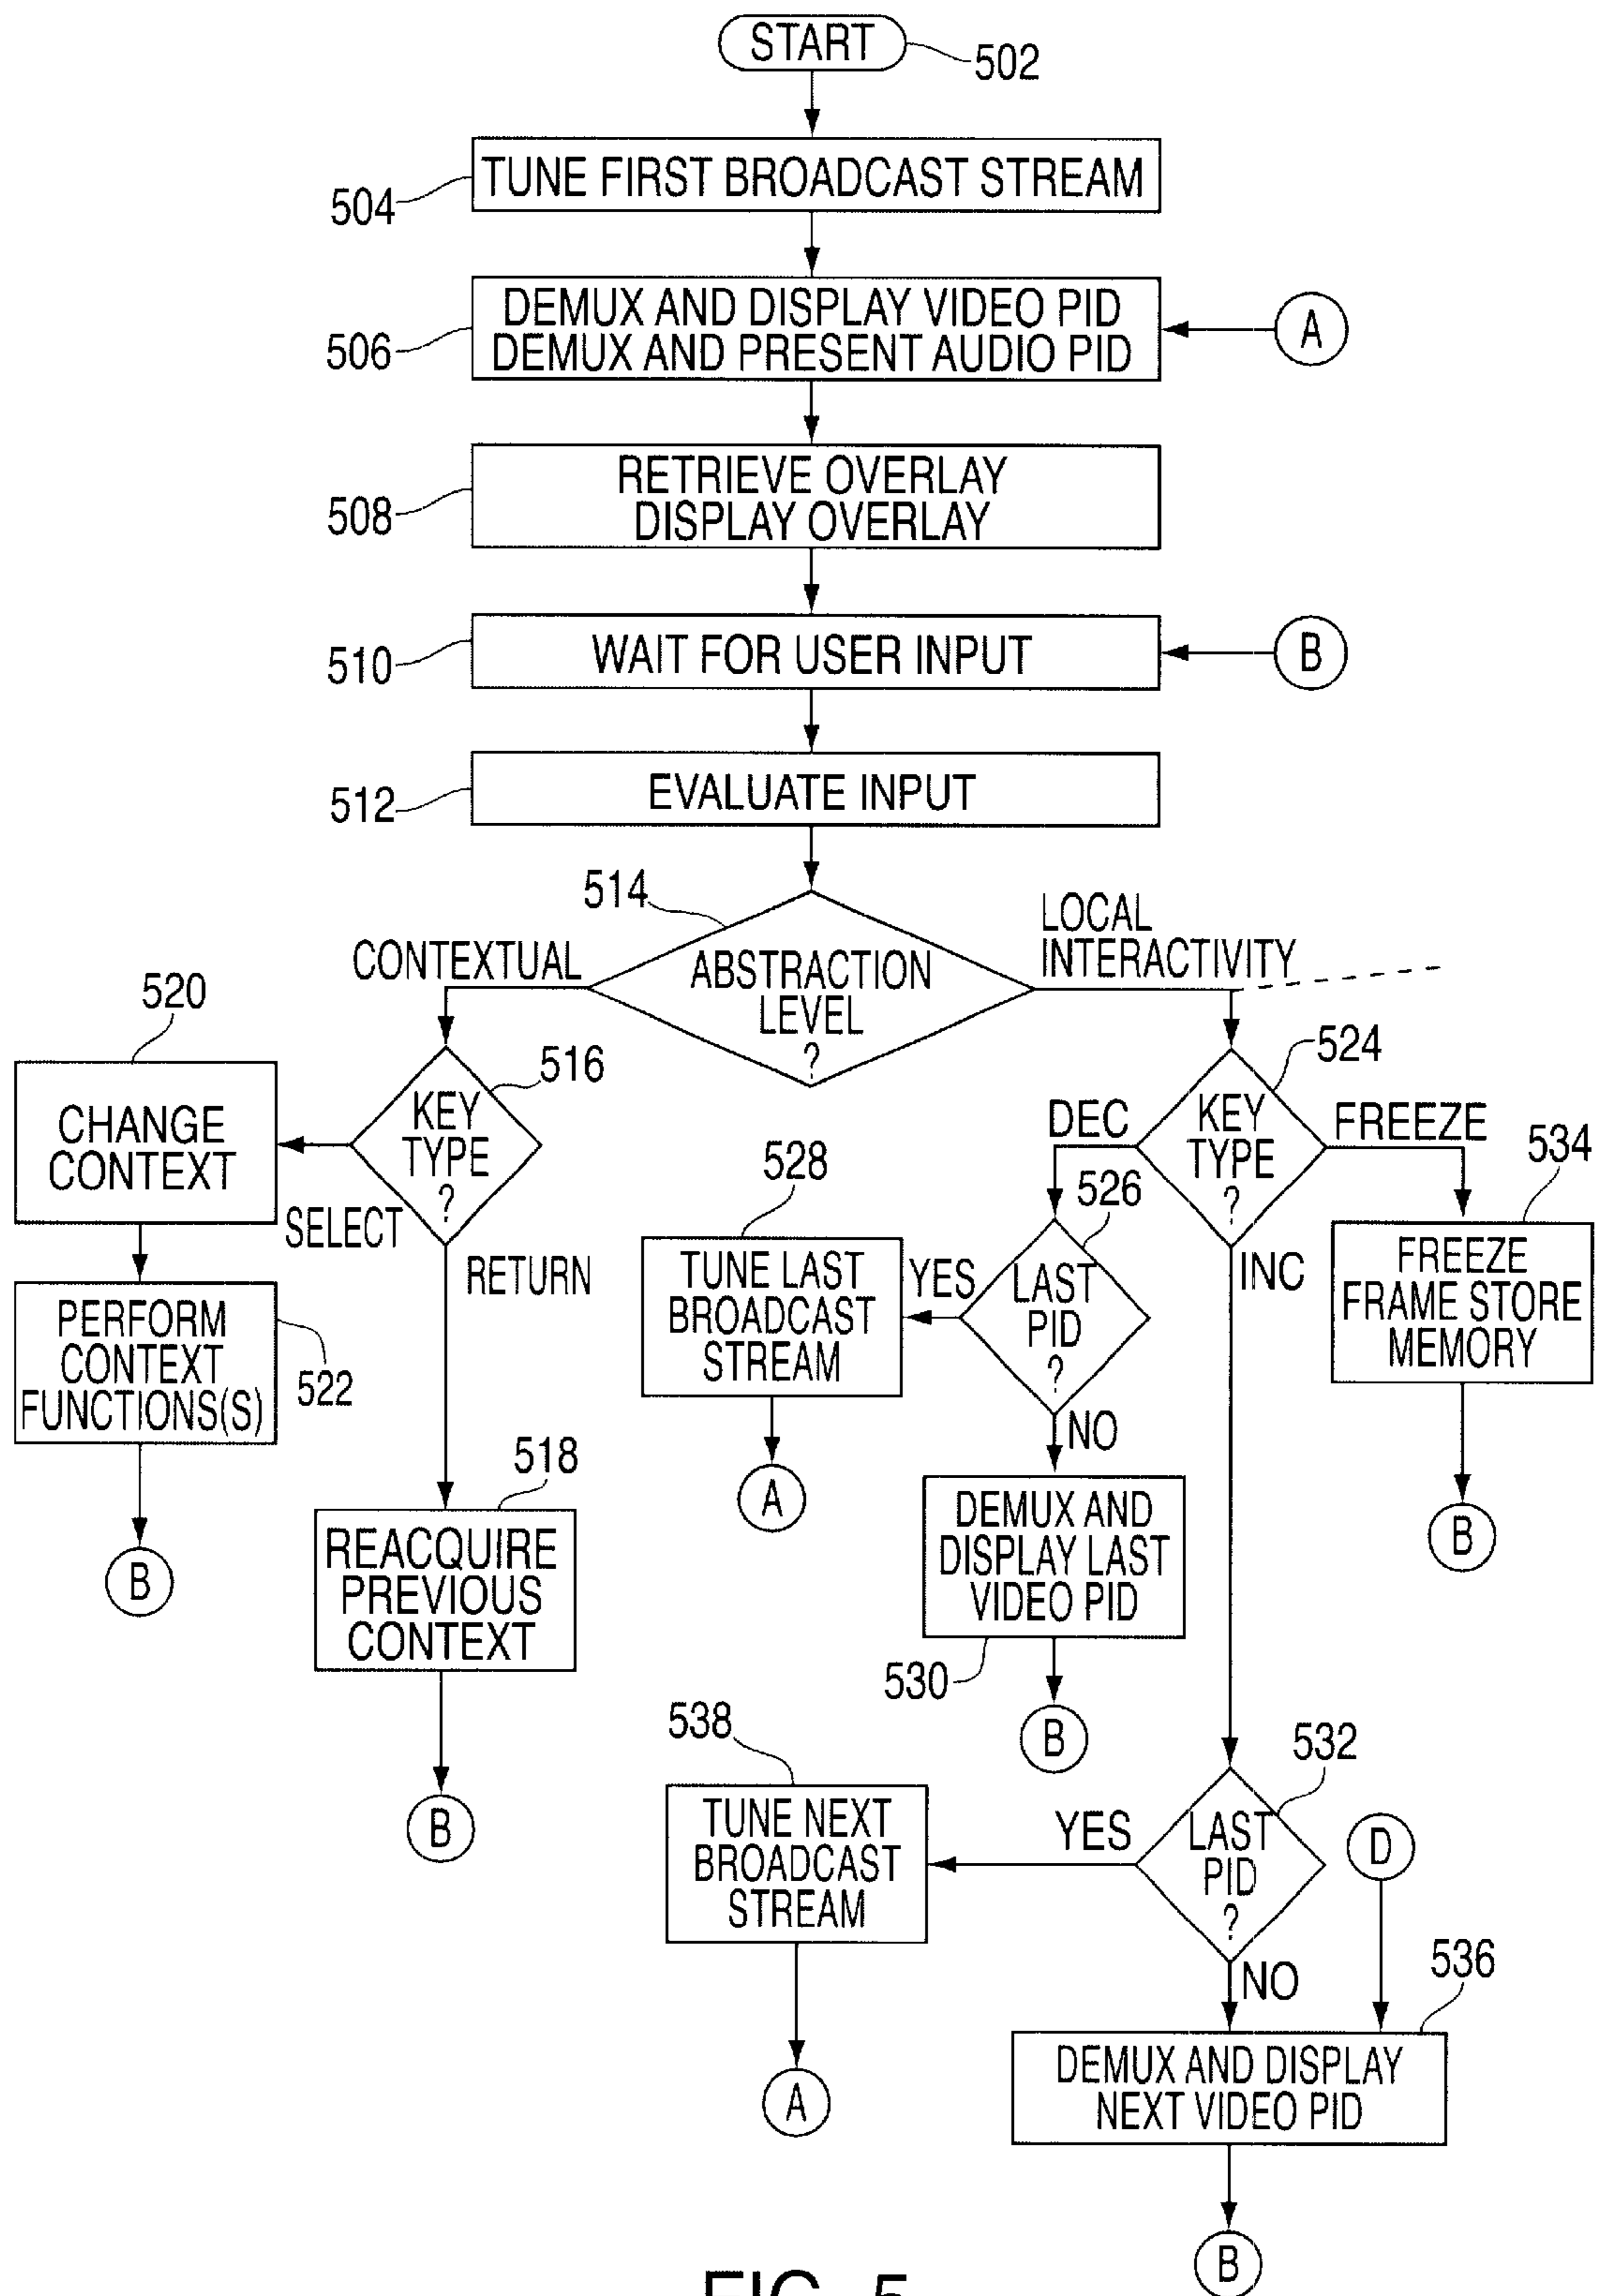 START
502
TUNE FIRST BROADCAST STREAM
504
DEMUX AND DISPLAY VIDEO PID
DEMUX AND PRESENT AUDIO PID
506
A
RETRIEVE OVERLAY
DISPLAY OVERLAY
508
WAIT FOR USER INPUT
510
B
EVALUATE INPUT
512
514
ABSTRACTION
LEVEL
?
CONTEXTUAL
LOCAL
INTERACTIVITY
520
CHANGE
CONTEXT
516
KEY
TYPE
?
SELECT
RETURN
PERFORM
CONTEXT
FUNCTIONS(S)
522
B
518
REACQUIRE
PREVIOUS
CONTEXT
B
524
KEY
TYPE
?
DEC
FREEZE
INC
534
FREEZE
FRAME STORE
MEMORY
B
526
LAST
PID
?
YES
NO
528
TUNE LAST
BROADCAST
STREAM
A
DEMUX AND
DISPLAY LAST
VIDEO PID
530
B
532
LAST
PID
?
YES
NO
538
TUNE NEXT
BROADCAST
STREAM
A
D
536
DEMUX AND DISPLAY
NEXT VIDEO PID
B
FIG. 5